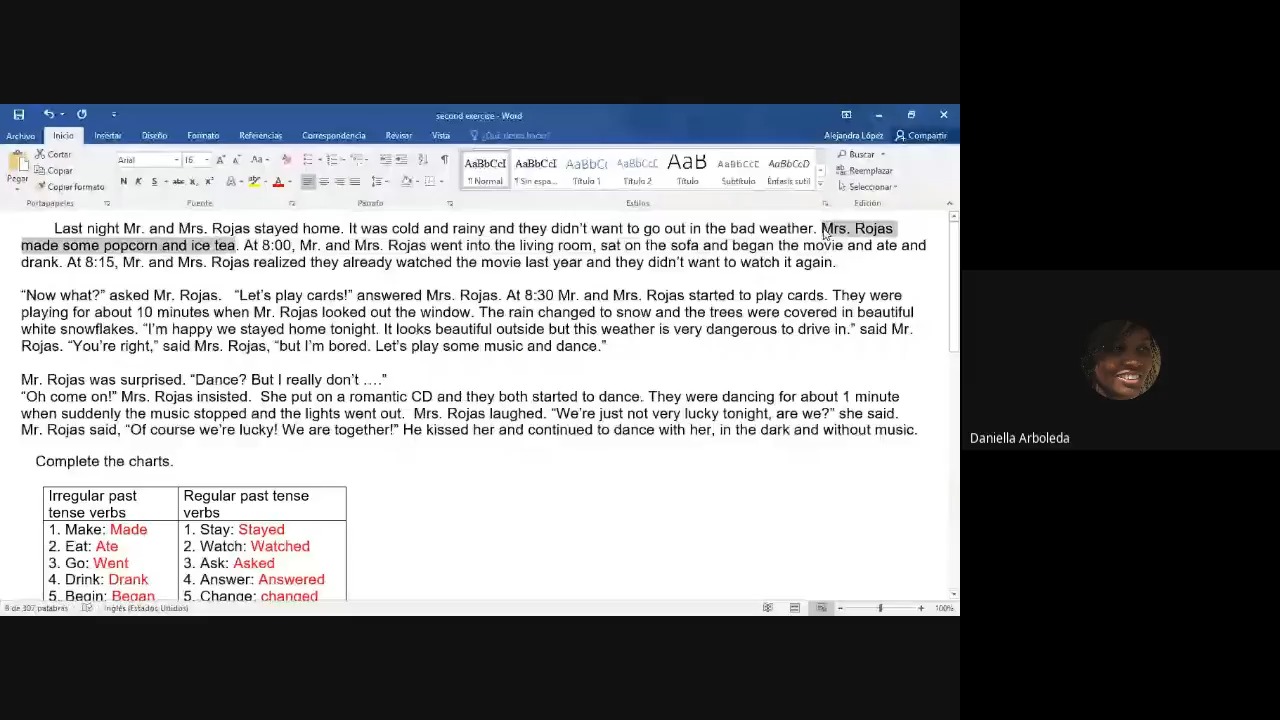 second exercise - Word
Archivo Inicio Insertar Diseño Formato Referencias Correspondencia Revisar Vista ¿Qué desea hacer? Alejandra López Compartir
Pegar
Cortar
Copiar
Copiar formato
Portapapeles
Arial 16
Aa
N K S abc x₂ x²
Fuente
Párrafo
AaBbCcI
¶ Normal
AaBbCcI
¶ Sin espa...
AaBbC(
Título 1
AaBbCcC
Título 2
AaB
Título
AaBbCcC
Subtítulo
AaBbCcD
Énfasis sutil
Estilos
Buscar
Reemplazar
Seleccionar
Edición
Last night Mr. and Mrs. Rojas stayed home. It was cold and rainy and they didn't want to go out in the bad weather. Mrs. Rojas
made some popcorn and ice tea. At 8:00, Mr. and Mrs. Rojas went into the living room, sat on the sofa and began the movie and ate and
drank. At 8:15, Mr. and Mrs. Rojas realized they already watched the movie last year and they didn't want to watch it again.
“Now what?” asked Mr. Rojas. “Let's play cards!” answered Mrs. Rojas. At 8:30 Mr. and Mrs. Rojas started to play cards. They were
playing for about 10 minutes when Mr. Rojas looked out the window. The rain changed to snow and the trees were covered in beautiful
white snowflakes. “I'm happy we stayed home tonight. It looks beautiful outside but this weather is very dangerous to drive in.” said Mr.
Rojas. “You're right,” said Mrs. Rojas, “but I'm bored. Let's play some music and dance.”
Mr. Rojas was surprised. “Dance? But I really don't ….”
“Oh come on!” Mrs. Rojas insisted. She put on a romantic CD and they both started to dance. They were dancing for about 1 minute
when suddenly the music stopped and the lights went out. Mrs. Rojas laughed. “We're just not very lucky tonight, are we?” she said.
Mr. Rojas said, “Of course we're lucky! We are together!” He kissed her and continued to dance with her, in the dark and without music.
Complete the charts.
Irregular past
tense verbs
Regular past tense
verbs
1. Make: Made
1. Stay: Stayed
2. Eat: Ate
2. Watch: Watched
3. Go: Went
3. Ask: Asked
4. Drink: Drank
4. Answer: Answered
5. Begin: Began
5. Change: changed
8 de 307 palabras Inglés (Estados Unidos) 100%
Daniella Arboleda